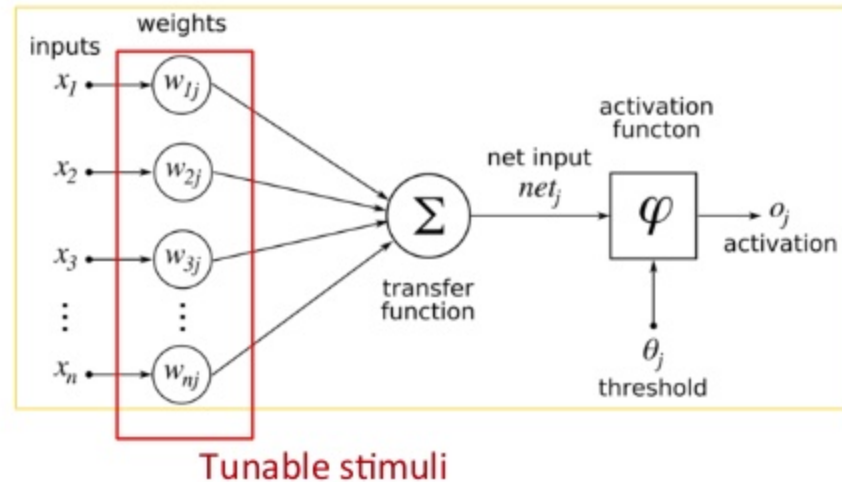 weights
inputs
x1
w1j
x2
w2j
x3
w3j
⋮ ⋮
xn
wnj
Σ
transfer
function
net input
netj
activation
functon
φ
oj
activation
θj
threshold
Tunable stimuli